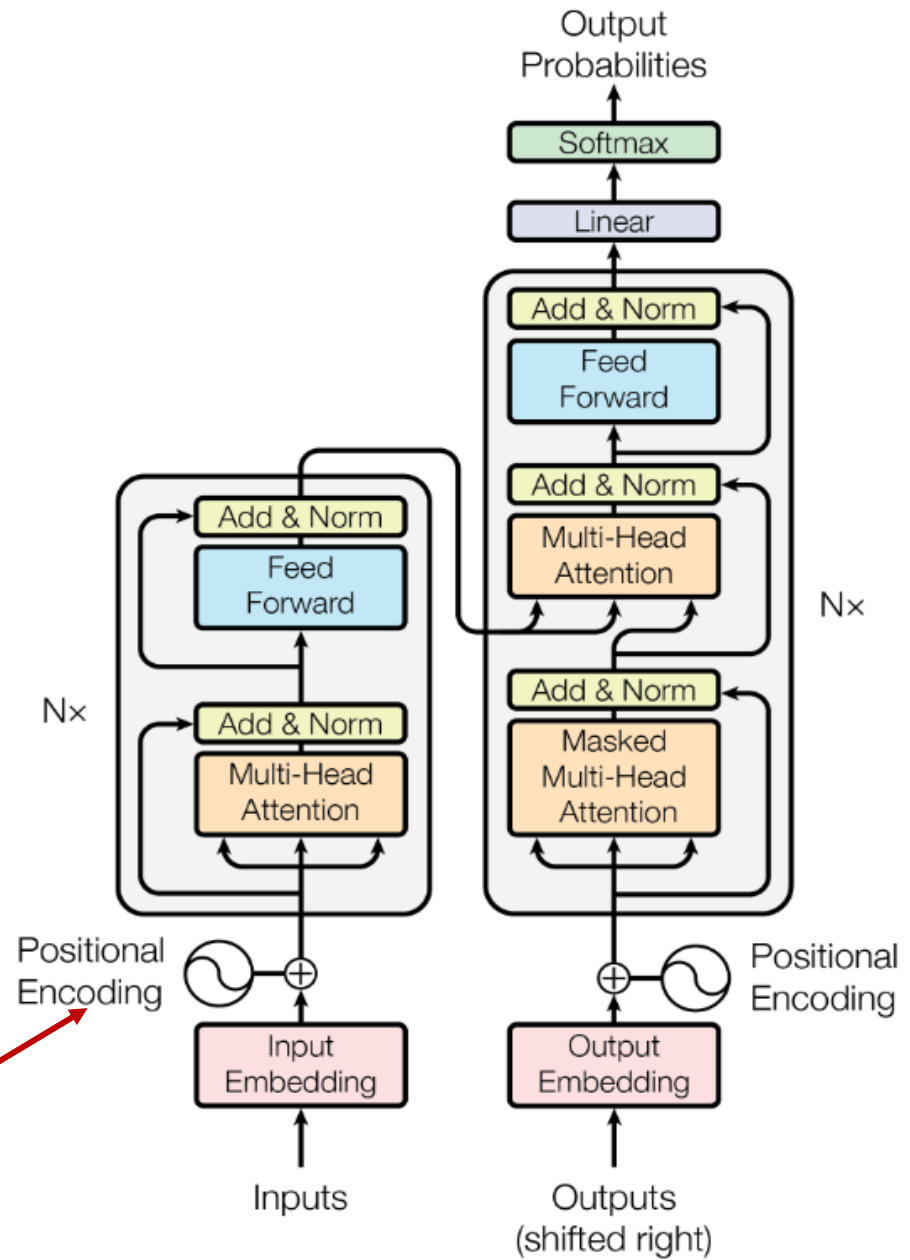 Output
Probabilities
Softmax
Linear
Add & Norm
Feed
Forward
Add & Norm
Multi-Head
Attention
Nx
Add & Norm
Masked
Multi-Head
Attention
Add & Norm
Feed
Forward
Nx
Add & Norm
Multi-Head
Attention
Positional
Encoding
Positional
Encoding
Input
Embedding
Output
Embedding
Inputs
Outputs
(shifted right)